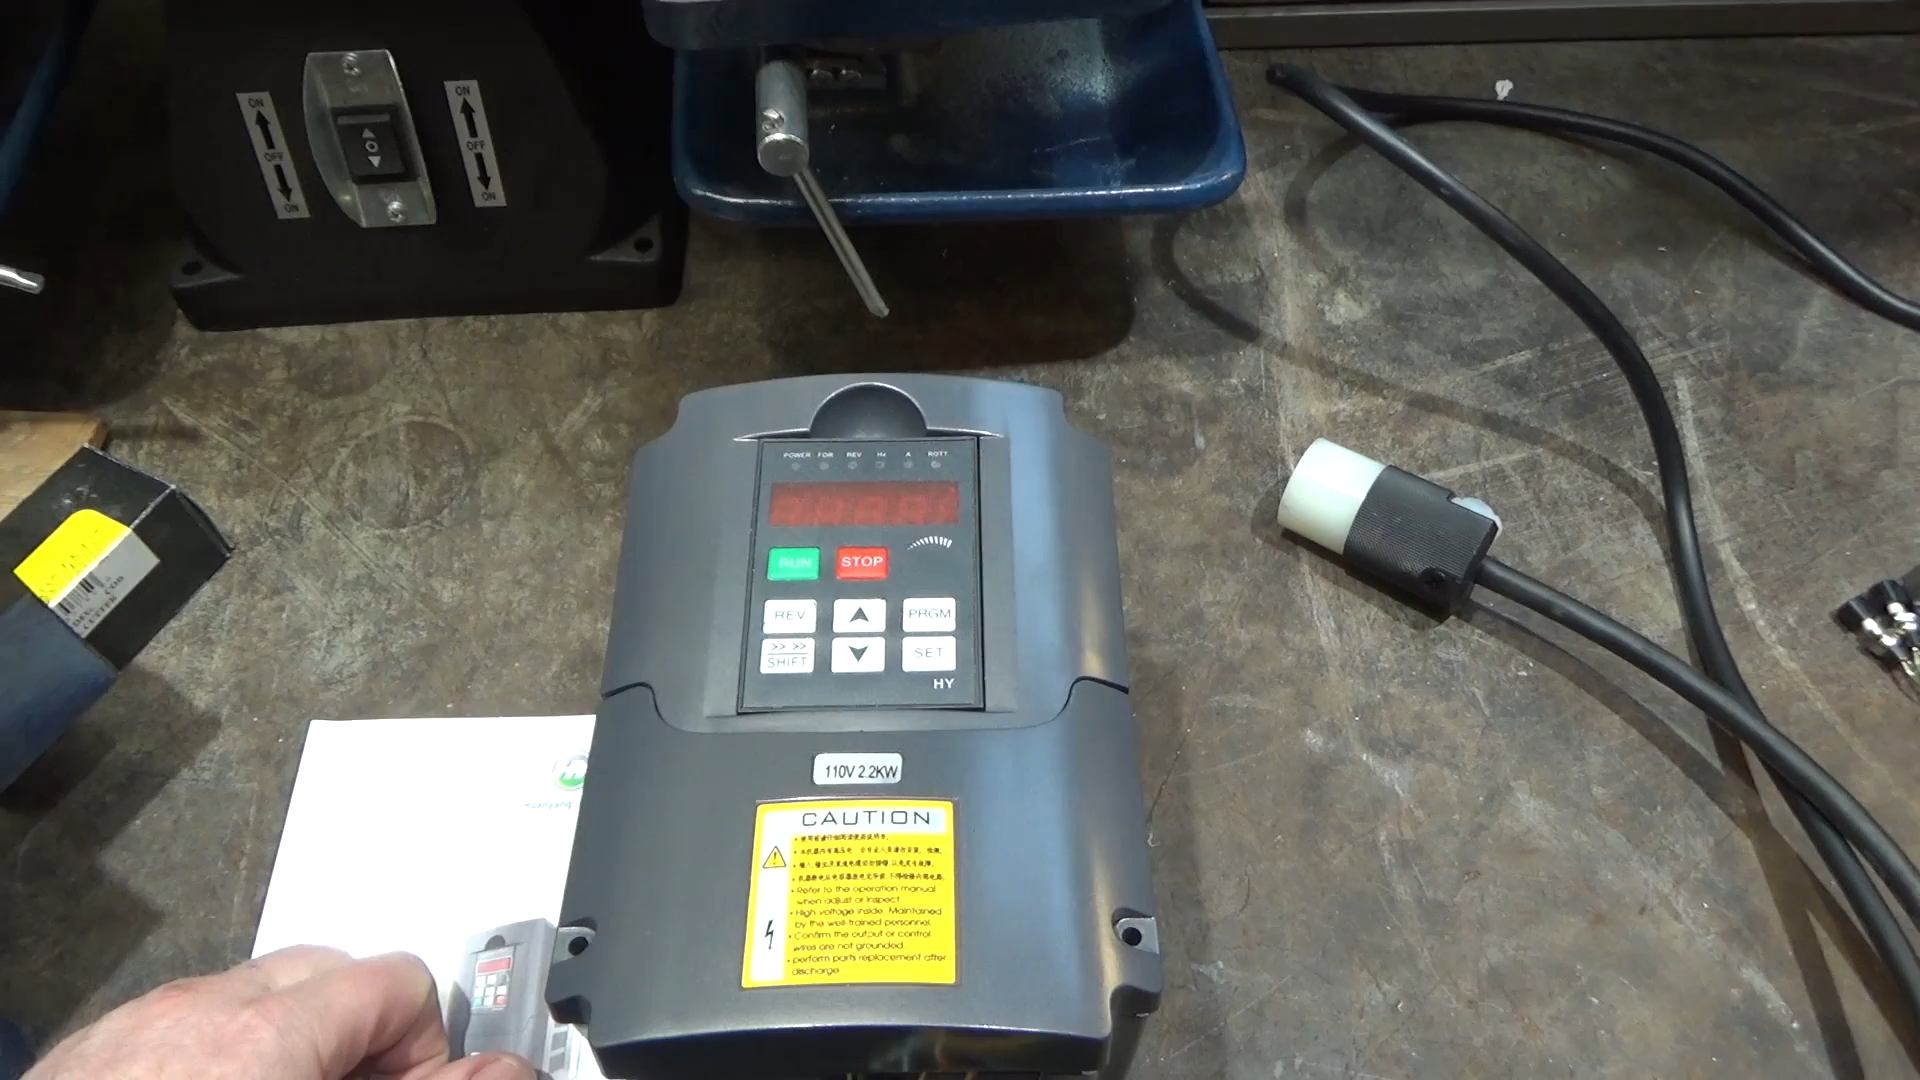 ON
OFF
ON
ON
OFF
ON
POWER FOR REV Hz A ROTT
RUN STOP
REV PRGM
>> >>
SHIFT SET
HY
110V 2.2KW
Huanyang
CAUTION
• Refer to the operation manual
when adjust or inspect
• High voltage inside. Maintained
by the well-trained personnel.
• Confirm the output or control
wires are not grounded.
• perform parts replacement after
discharge